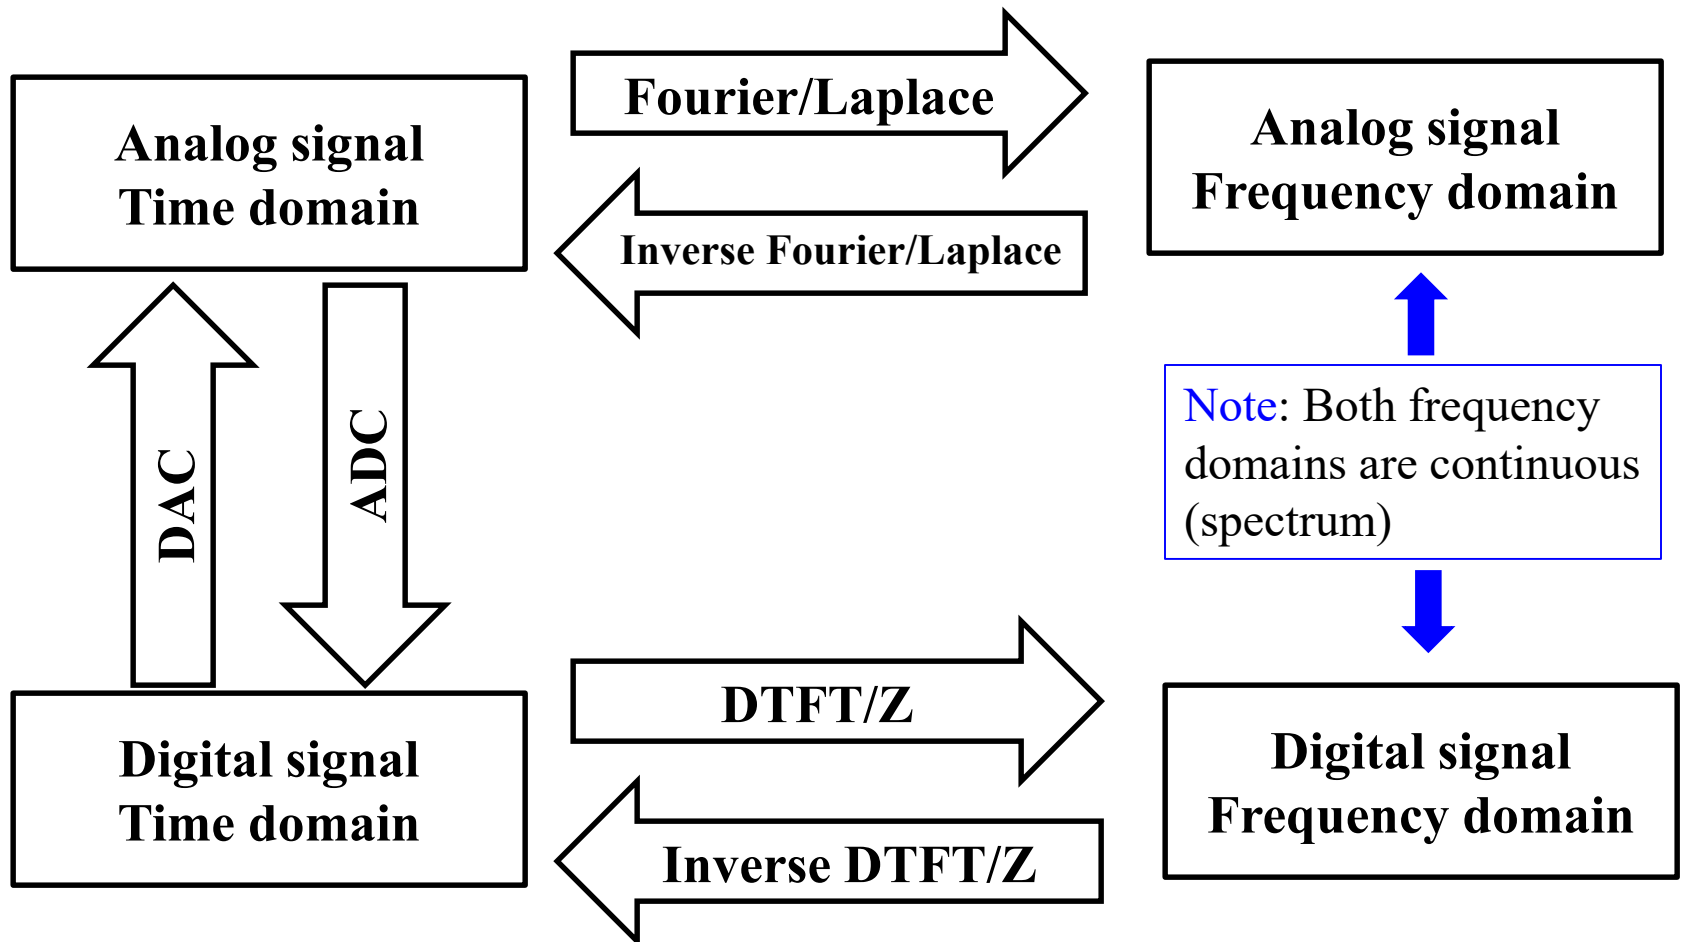 Fourier/Laplace
Analog signal
Time domain
Analog signal
Frequency domain
Inverse Fourier/Laplace
DAC
ADC
Note: Both frequency
domains are continuous
(spectrum)
DTFT/Z
Digital signal
Time domain
Digital signal
Frequency domain
Inverse DTFT/Z